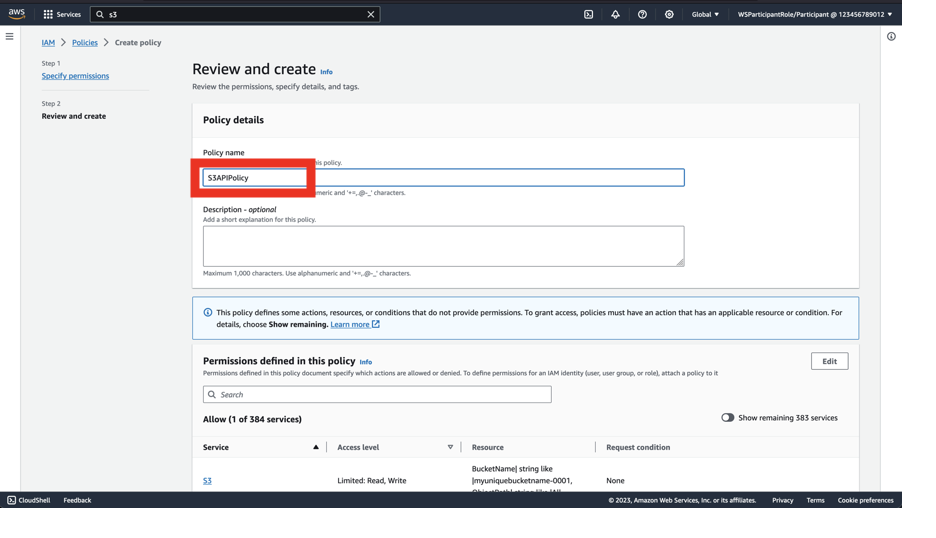 aws
Services
s3
Global
WSParticipantRole/Participant @ 123456789012
IAM
Policies
Create policy
Step 1
Specify permissions
Step 2
Review and create
Review and create Info
Review the permissions, specify details, and tags.
Policy details
Policy name
this policy.
S3APIPolicy
meric and '+=,.@-_' characters.
Description - optional
Add a short explanation for this policy.
Maximum 1,000 characters. Use alphanumeric and '+=,.@-_' characters.
This policy defines some actions, resources, or conditions that do not provide permissions. To grant access, policies must have an action that has an applicable resource or condition. For
details, choose Show remaining. Learn more
Permissions defined in this policy Info
Edit
Permissions defined in this policy document specify which actions are allowed or denied. To define permissions for an IAM identity (user, user group, or role), attach a policy to it
Search
Allow (1 of 384 services)
Show remaining 383 services
Service
Access level
Resource
Request condition
S3
Limited: Read, Write
BucketName| string like
|myuniquebucketname-0001,
ObjectPath| string like |All
None
CloudShell
Feedback
© 2023, Amazon Web Services, Inc. or its affiliates.
Privacy
Terms
Cookie preferences